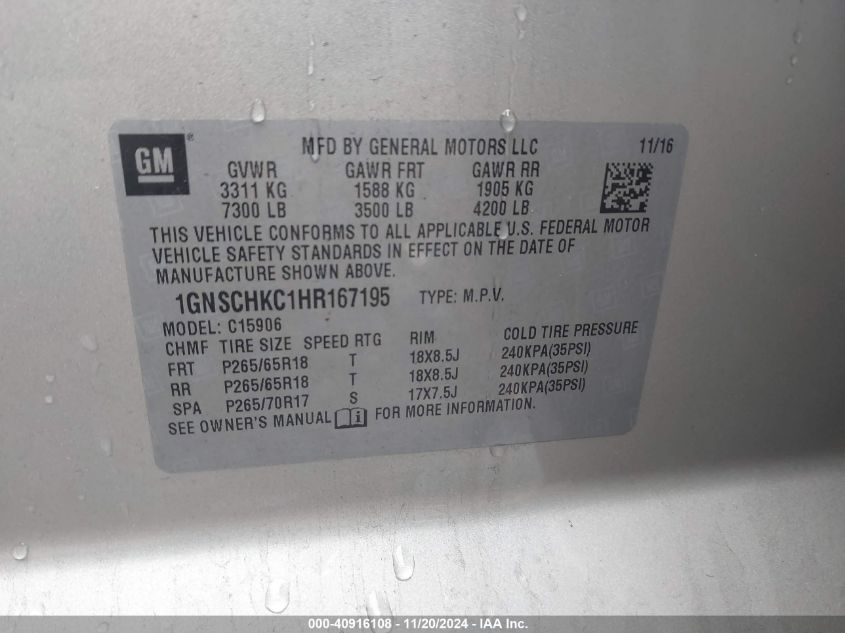 GM®
MFD BY GENERAL MOTORS LLC 11/16
GVWR GAWR FRT GAWR RR
3311 KG 1588 KG 1905 KG
7300 LB 3500 LB 4200 LB
THIS VEHICLE CONFORMS TO ALL APPLICABLE U.S. FEDERAL MOTOR
VEHICLE SAFETY STANDARDS IN EFFECT ON THE DATE OF
MANUFACTURE SHOWN ABOVE.
1GNSCHKC1HR167195 TYPE: M.P.V.
MODEL: C15906
CHMF TIRE SIZE SPEED RTG RIM COLD TIRE PRESSURE
FRT P265/65R18 T 18X8.5J 240KPA(35PSI)
RR P265/65R18 T 18X8.5J 240KPA(35PSI)
SPA P265/70R17 S 17X7.5J 240KPA(35PSI)
SEE OWNER'S MANUAL i FOR MORE INFORMATION.
000-40916108 - 11/20/2024 - IAA Inc.